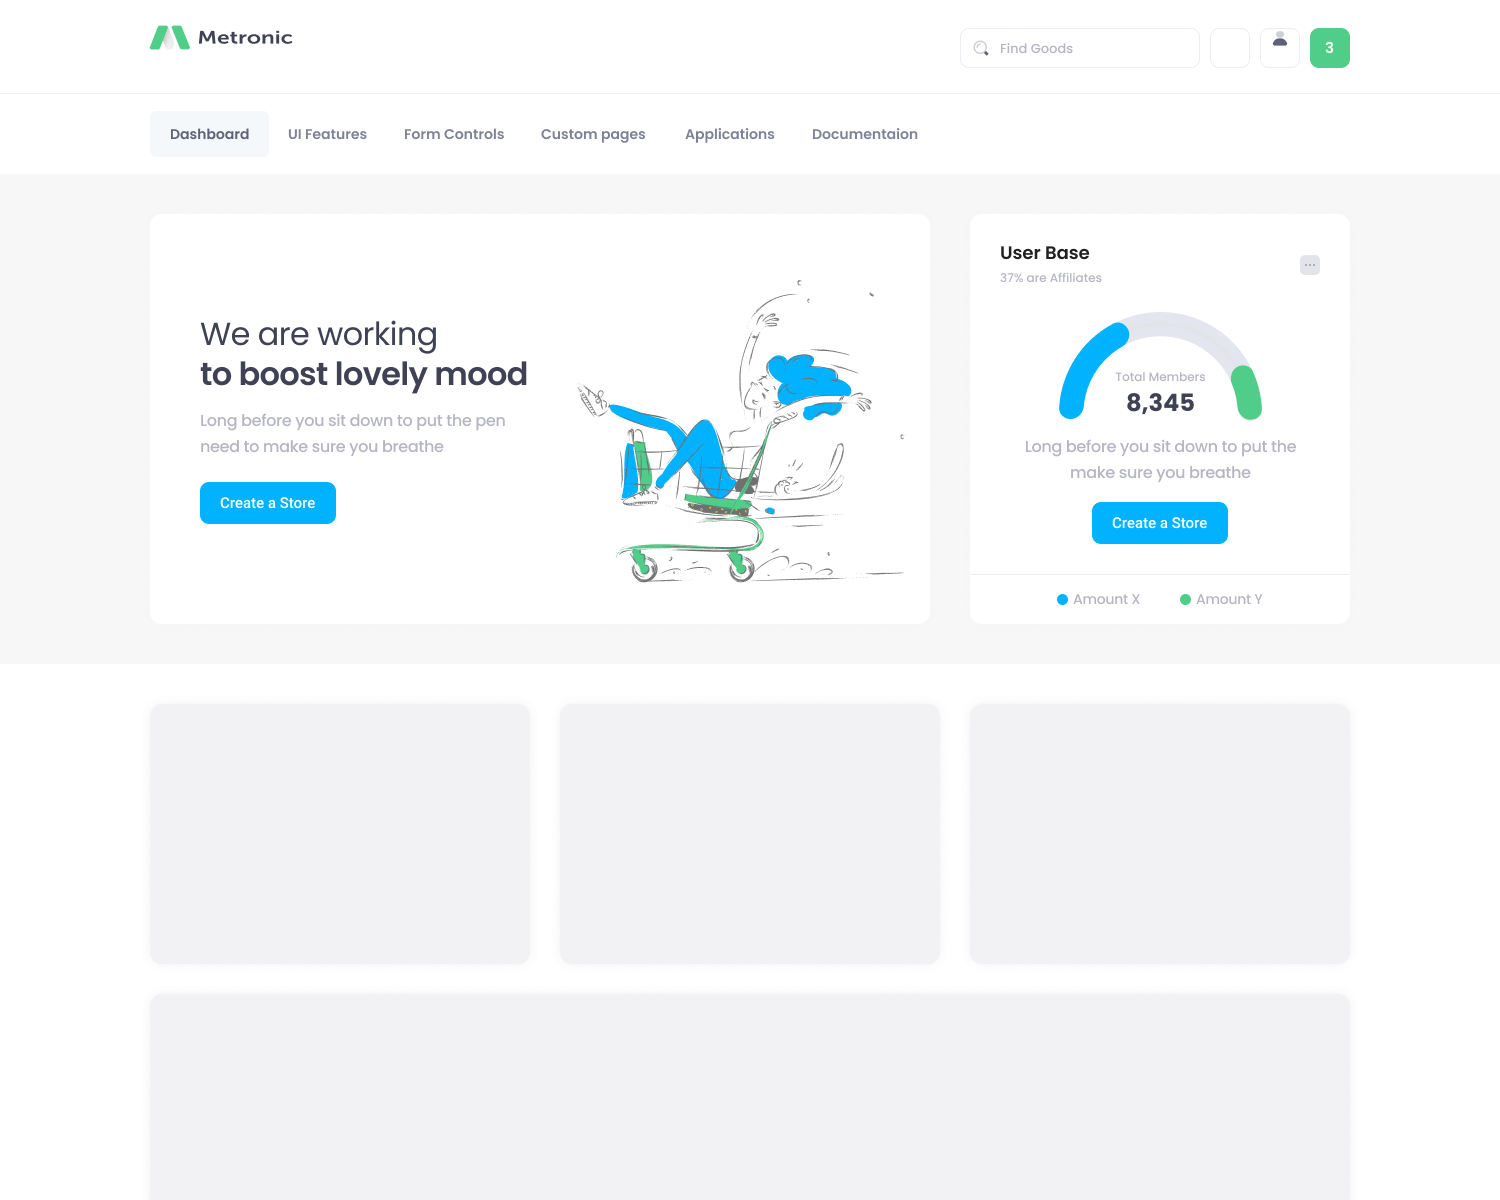 Metronic
Find Goods
3
Dashboard
UI Features
Form Controls
Custom pages
Applications
Documentaion
We are working
to boost lovely mood
Long before you sit down to put the pen
need to make sure you breathe
Create a Store
User Base
37% are Affiliates
Total Members
8,345
Long before you sit down to put the
make sure you breathe
Create a Store
Amount X
Amount Y